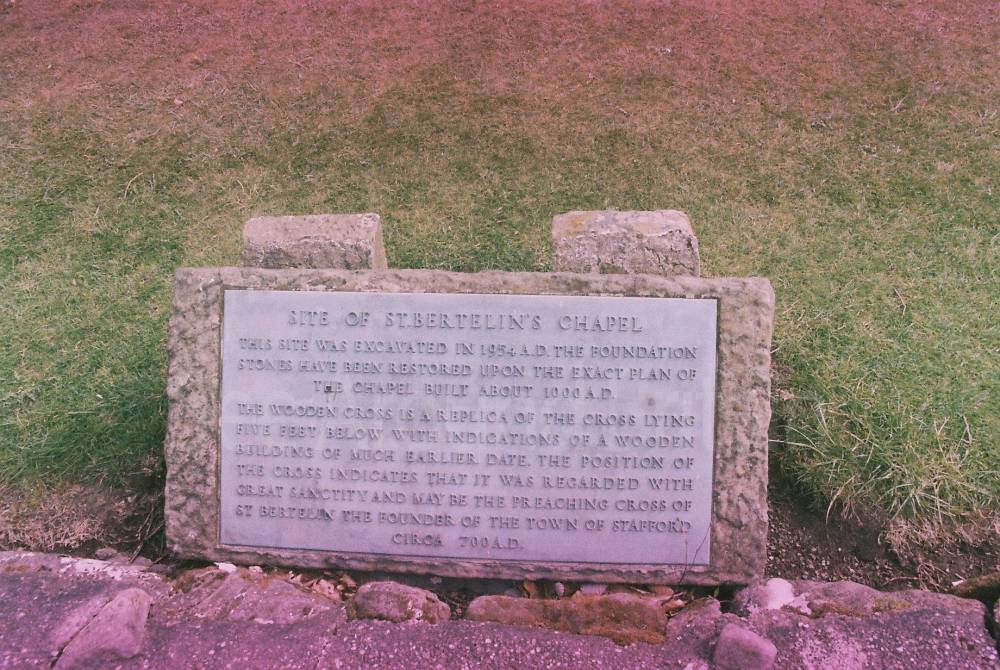 SITE OF ST.BERTELIN'S CHAPEL
THIS SITE WAS EXCAVATED IN 1954 A.D. THE FOUNDATION
STONES HAVE BEEN RESTORED UPON THE EXACT PLAN OF
THE CHAPEL BUILT ABOUT 1000 A.D.
THE WOODEN CROSS IS A REPLICA OF THE CROSS LYING
FIVE FEET BELOW WITH INDICATIONS OF A WOODEN
BUILDING OF MUCH EARLIER DATE. THE POSITION OF
THE CROSS INDICATES THAT IT WAS REGARDED WITH
GREAT SANCTITY AND MAY BE THE PREACHING CROSS OF
ST BERTELIN THE FOUNDER OF THE TOWN OF STAFFORD
CIRCA 700 A.D.